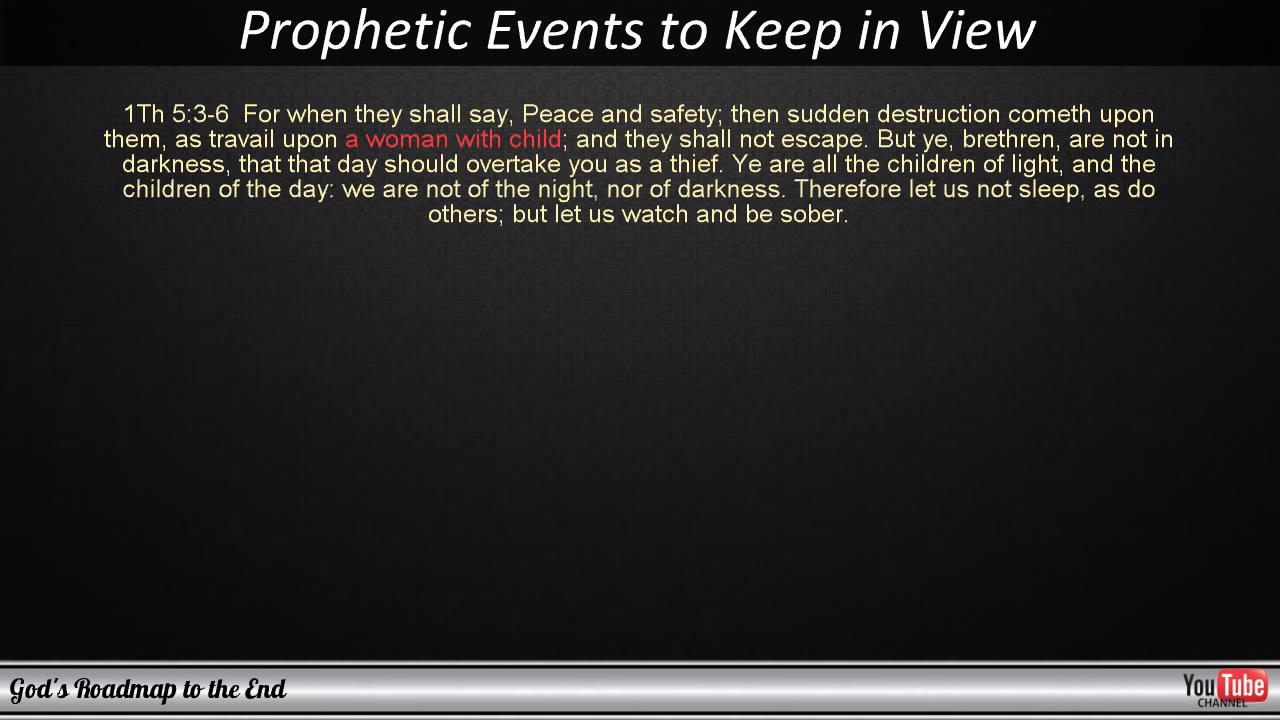 Prophetic Events to Keep in View
1Th 5:3-6  For when they shall say, Peace and safety; then sudden destruction cometh upon
them, as travail upon a woman with child; and they shall not escape. But ye, brethren, are not in
darkness, that that day should overtake you as a thief. Ye are all the children of light, and the
children of the day: we are not of the night, nor of darkness. Therefore let us not sleep, as do
others; but let us watch and be sober.
God's Roadmap to the End
YouTube
CHANNEL